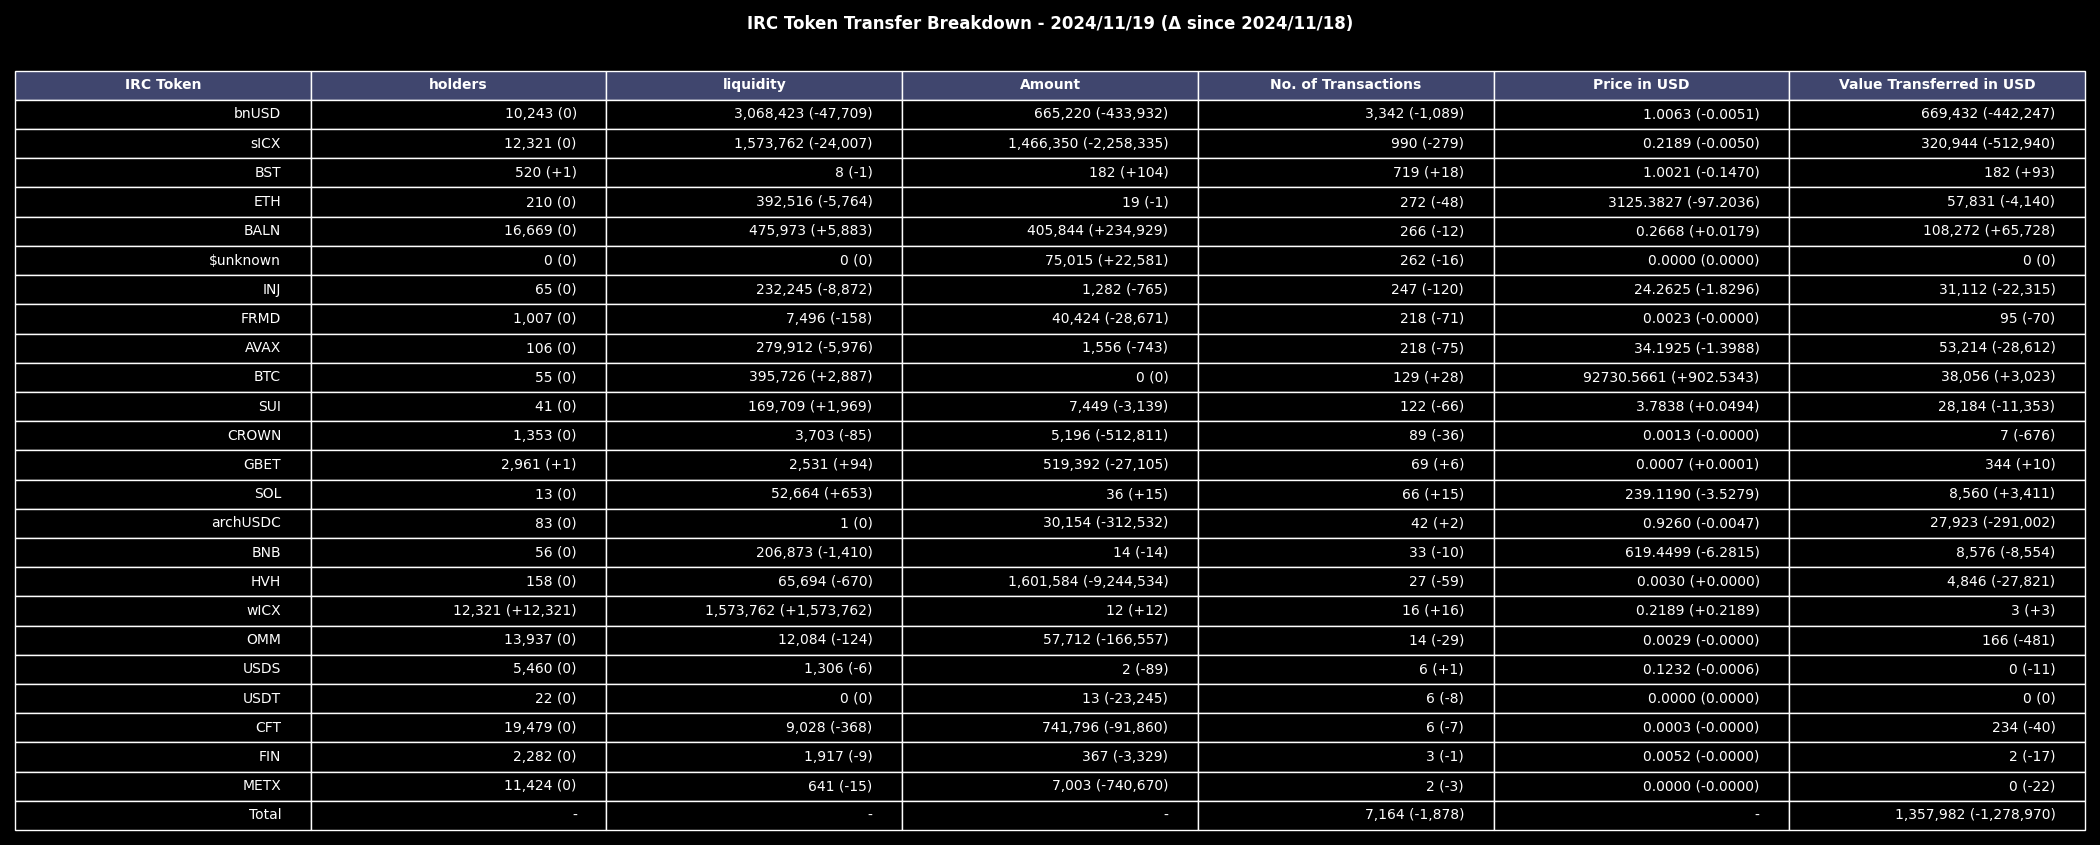 IRC Token Transfer Breakdown - 2024/11/19 (Δ since 2024/11/18)
IRC Token holders liquidity Amount No. of Transactions Price in USD Value Transferred in USD
bnUSD 10,243 (0) 3,068,423 (-47,709) 665,220 (-433,932) 3,342 (-1,089) 1.0063 (-0.0051) 669,432 (-442,247)
sICX 12,321 (0) 1,573,762 (-24,007) 1,466,350 (-2,258,335) 990 (-279) 0.2189 (-0.0050) 320,944 (-512,940)
BST 520 (+1) 8 (-1) 182 (+104) 719 (+18) 1.0021 (-0.1470) 182 (+93)
ETH 210 (0) 392,516 (-5,764) 19 (-1) 272 (-48) 3125.3827 (-97.2036) 57,831 (-4,140)
BALN 16,669 (0) 475,973 (+5,883) 405,844 (+234,929) 266 (-12) 0.2668 (+0.0179) 108,272 (+65,728)
$unknown 0 (0) 0 (0) 75,015 (+22,581) 262 (-16) 0.0000 (0.0000) 0 (0)
INJ 65 (0) 232,245 (-8,872) 1,282 (-765) 247 (-120) 24.2625 (-1.8296) 31,112 (-22,315)
FRMD 1,007 (0) 7,496 (-158) 40,424 (-28,671) 218 (-71) 0.0023 (-0.0000) 95 (-70)
AVAX 106 (0) 279,912 (-5,976) 1,556 (-743) 218 (-75) 34.1925 (-1.3988) 53,214 (-28,612)
BTC 55 (0) 395,726 (+2,887) 0 (0) 129 (+28) 92730.5661 (+902.5343) 38,056 (+3,023)
SUI 41 (0) 169,709 (+1,969) 7,449 (-3,139) 122 (-66) 3.7838 (+0.0494) 28,184 (-11,353)
CROWN 1,353 (0) 3,703 (-85) 5,196 (-512,811) 89 (-36) 0.0013 (-0.0000) 7 (-676)
GBET 2,961 (+1) 2,531 (+94) 519,392 (-27,105) 69 (+6) 0.0007 (+0.0001) 344 (+10)
SOL 13 (0) 52,664 (+653) 36 (+15) 66 (+15) 239.1190 (-3.5279) 8,560 (+3,411)
archUSDC 83 (0) 1 (0) 30,154 (-312,532) 42 (+2) 0.9260 (-0.0047) 27,923 (-291,002)
BNB 56 (0) 206,873 (-1,410) 14 (-14) 33 (-10) 619.4499 (-6.2815) 8,576 (-8,554)
HVH 158 (0) 65,694 (-670) 1,601,584 (-9,244,534) 27 (-59) 0.0030 (+0.0000) 4,846 (-27,821)
wICX 12,321 (+12,321) 1,573,762 (+1,573,762) 12 (+12) 16 (+16) 0.2189 (+0.2189) 3 (+3)
OMM 13,937 (0) 12,084 (-124) 57,712 (-166,557) 14 (-29) 0.0029 (-0.0000) 166 (-481)
USDS 5,460 (0) 1,306 (-6) 2 (-89) 6 (+1) 0.1232 (-0.0006) 0 (-11)
USDT 22 (0) 0 (0) 13 (-23,245) 6 (-8) 0.0000 (0.0000) 0 (0)
CFT 19,479 (0) 9,028 (-368) 741,796 (-91,860) 6 (-7) 0.0003 (-0.0000) 234 (-40)
FIN 2,282 (0) 1,917 (-9) 367 (-3,329) 3 (-1) 0.0052 (-0.0000) 2 (-17)
METX 11,424 (0) 641 (-15) 7,003 (-740,670) 2 (-3) 0.0000 (-0.0000) 0 (-22)
Total - - - 7,164 (-1,878) - 1,357,982 (-1,278,970)